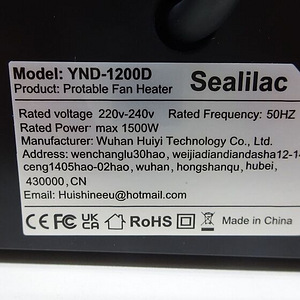 Model: YND-1200D
Sealilac
Product: Protable Fan Heater
Rated voltage 220v-240v Rated Frequency: 50HZ
Rated Power max 1500W
Manufacturer: Wuhan Huiyi Technology Co., Ltd.
Address: wenchanglu30hao, weijiadiandiandasha12-14
ceng1405hao-02hao, wuhan, hongshanqu, hubei,
430000,CN
Email: Huishineeu@hotmail.com
CE UK CA RoHS Made in China